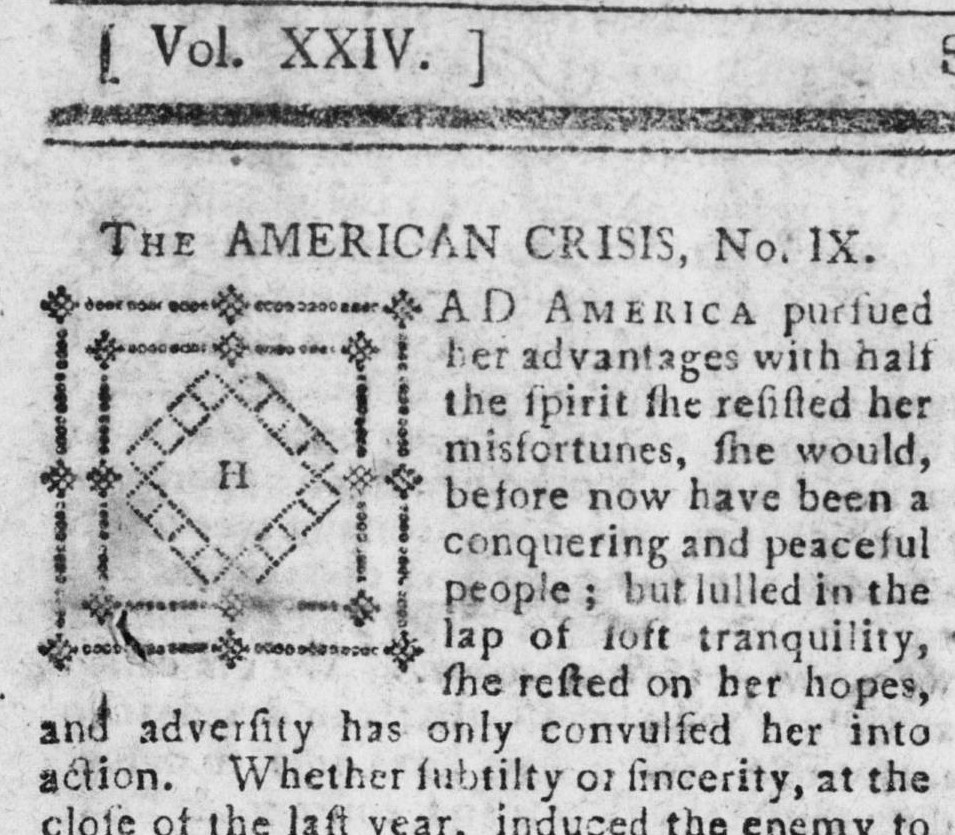 [ Vol. XXIV. ]
THE AMERICAN CRISIS, No. IX.
HAD AMERICA purſued
her advantages with half
the ſpirit ſhe reſiſted her
misfortunes, ſhe would,
before now have been a
conquering and peaceful
people ; but lulled in the
lap of ſoft tranquility,
ſhe reſted on her hopes,
and adverſity has only convulſed her into
action. Whether ſubtilty or ſincerity, at the
cloſe of the laſt year, induced the enemy to